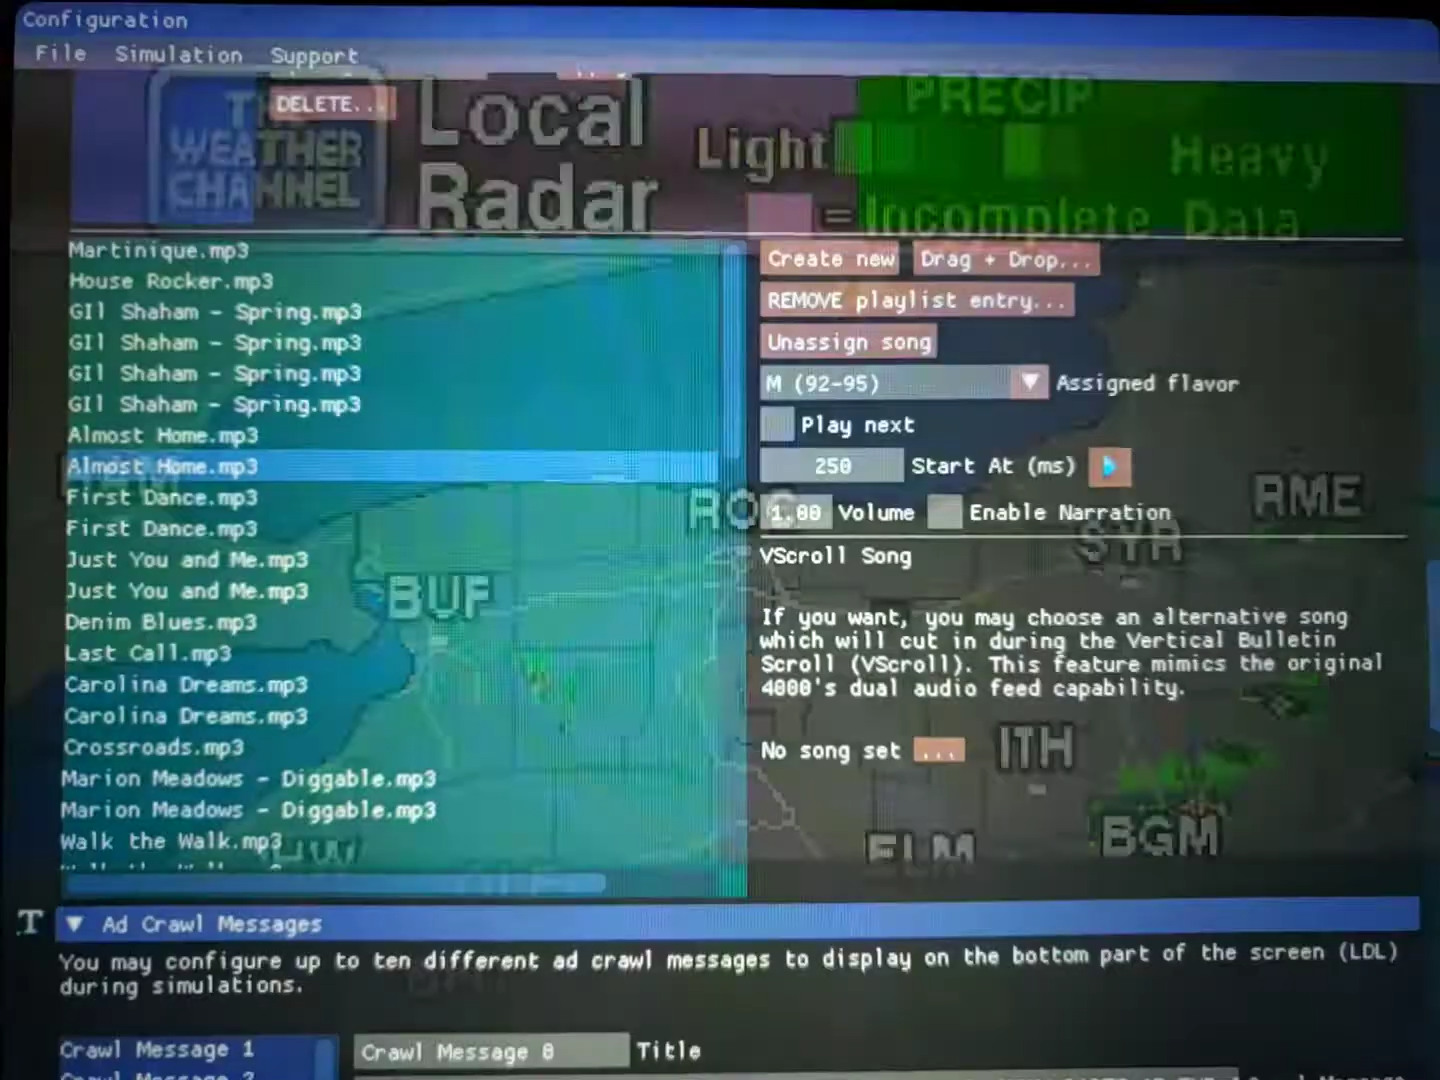 Configuration
File Simulation Support
DELETE...
THE WEATHER CHANNEL
Local Radar
PRECIP
Light Heavy
= Incomplete Data
Martinique.mp3
House Rocker.mp3
GIl Shaham - Spring.mp3
GIl Shaham - Spring.mp3
GIl Shaham - Spring.mp3
GIl Shaham - Spring.mp3
Almost Home.mp3
Almost Home.mp3
First Dance.mp3
First Dance.mp3
Just You and Me.mp3
Just You and Me.mp3
Denim Blues.mp3
Last Call.mp3
Carolina Dreams.mp3
Carolina Dreams.mp3
Crossroads.mp3
Marion Meadows - Diggable.mp3
Marion Meadows - Diggable.mp3
Walk the Walk.mp3
Create new Drag + Drop...
REMOVE playlist entry...
Unassign song
M (92-95) Assigned flavor
Play next
250 Start At (ms)
1.00 Volume Enable Narration
VScroll Song
If you want, you may choose an alternative song
which will cut in during the Vertical Bulletin
Scroll (VScroll). This feature mimics the original
4000's dual audio feed capability.
No song set ...
ROC
RME
SYR
BUF
ITH
ELM
BGM
T
Ad Crawl Messages
You may configure up to ten different ad crawl messages to display on the bottom part of the screen (LDL)
during simulations.
Crawl Message 1
Crawl Message 0 Title